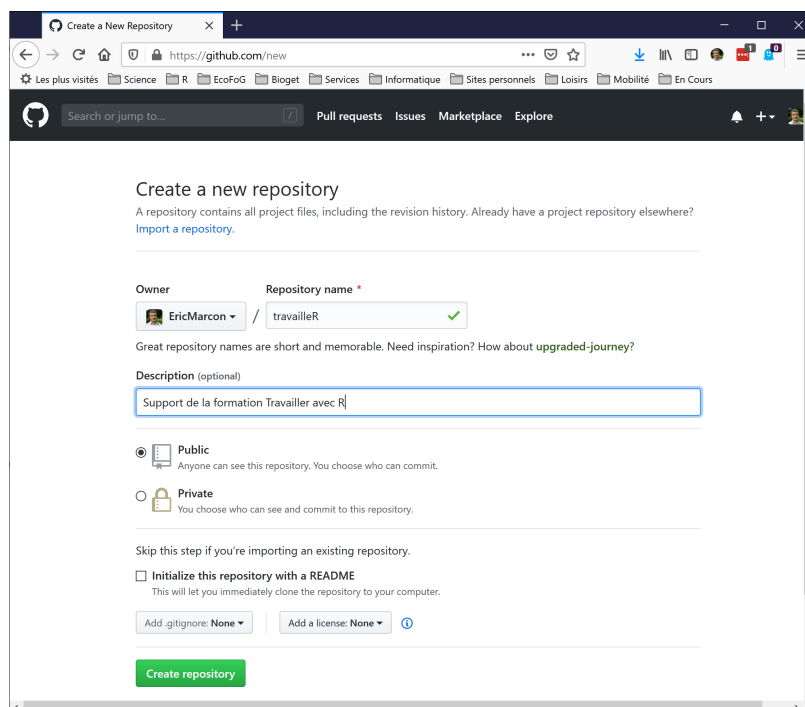 Create a New Repository
https://github.com/new
1
0
Les plus visités Science R EcoFoG Bioget Services Informatique Sites personnels Loisirs Mobilité En Cours
Search or jump to... / Pull requests Issues Marketplace Explore
Create a new repository
A repository contains all project files, including the revision history. Already have a project repository elsewhere?
Import a repository.
Owner Repository name *
EricMarcon / travailleR
Great repository names are short and memorable. Need inspiration? How about upgraded-journey?
Description (optional)
Support de la formation Travailler avec R
Public
Anyone can see this repository. You choose who can commit.
Private
You choose who can see and commit to this repository.
Skip this step if you're importing an existing repository.
Initialize this repository with a README
This will let you immediately clone the repository to your computer.
Add .gitignore: None Add a license: None
Create repository